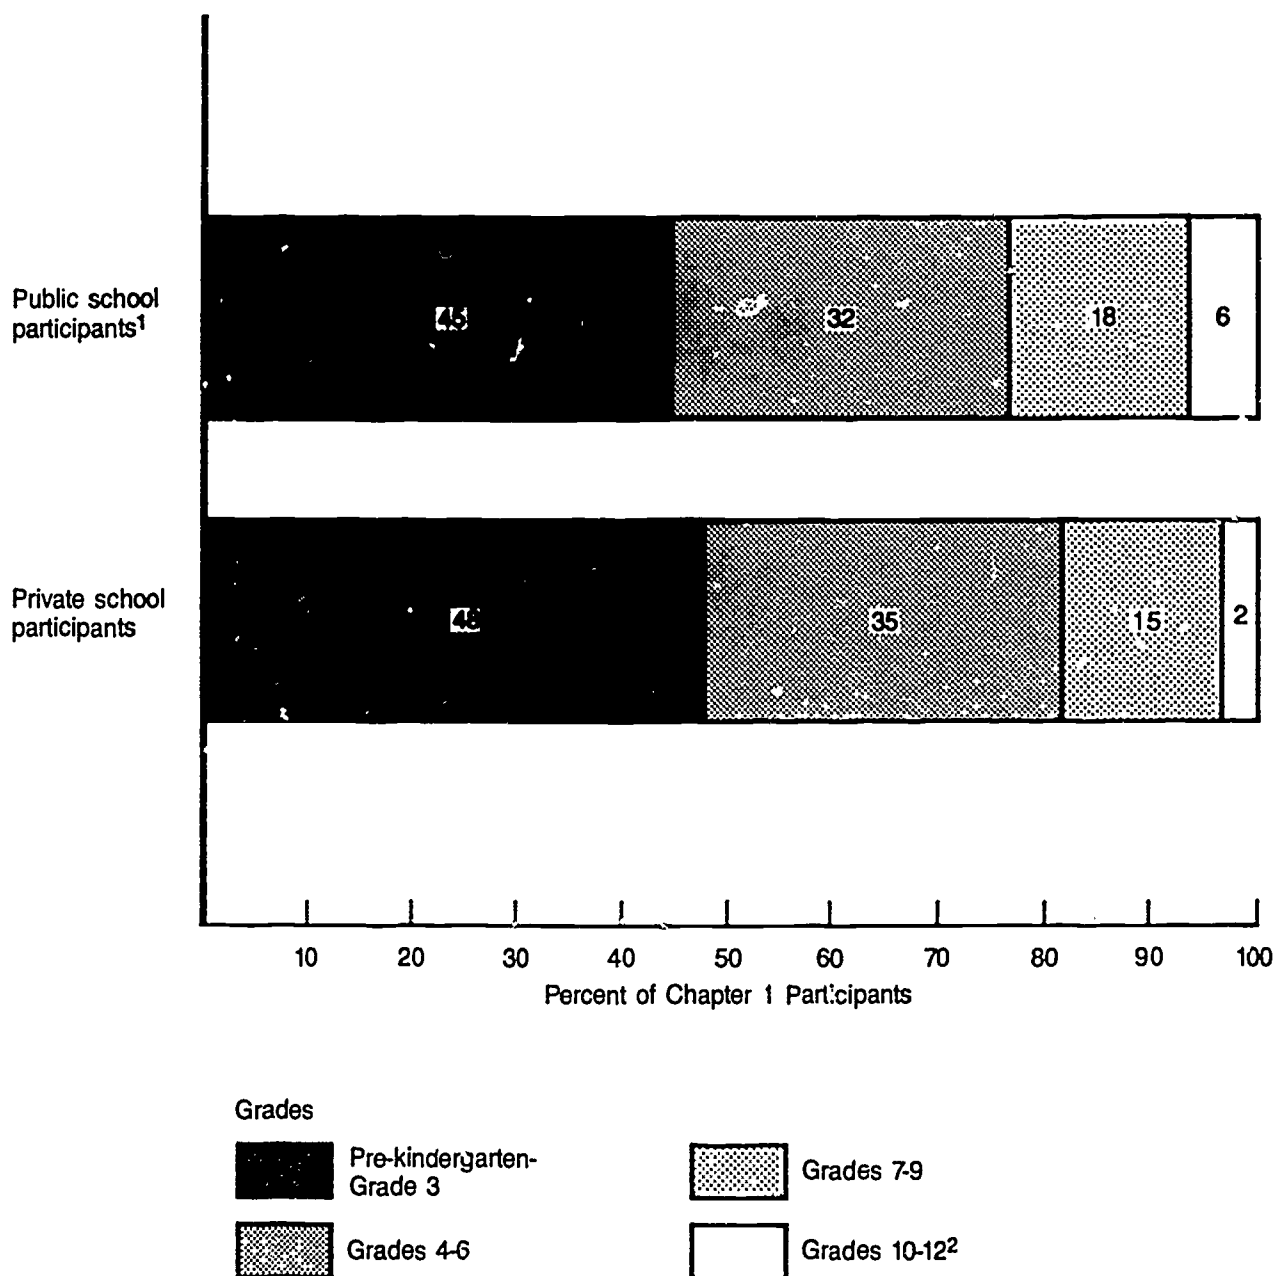 Public school
participants¹
45
32
18
6
Private school
participants
48
35
15
2
10 20 30 40 50 60 70 80 90 100
Percent of Chapter 1 Participants
Grades
Pre-kindergarten-
Grade 3
Grades 7-9
Grades 4-6
Grades 10-12²